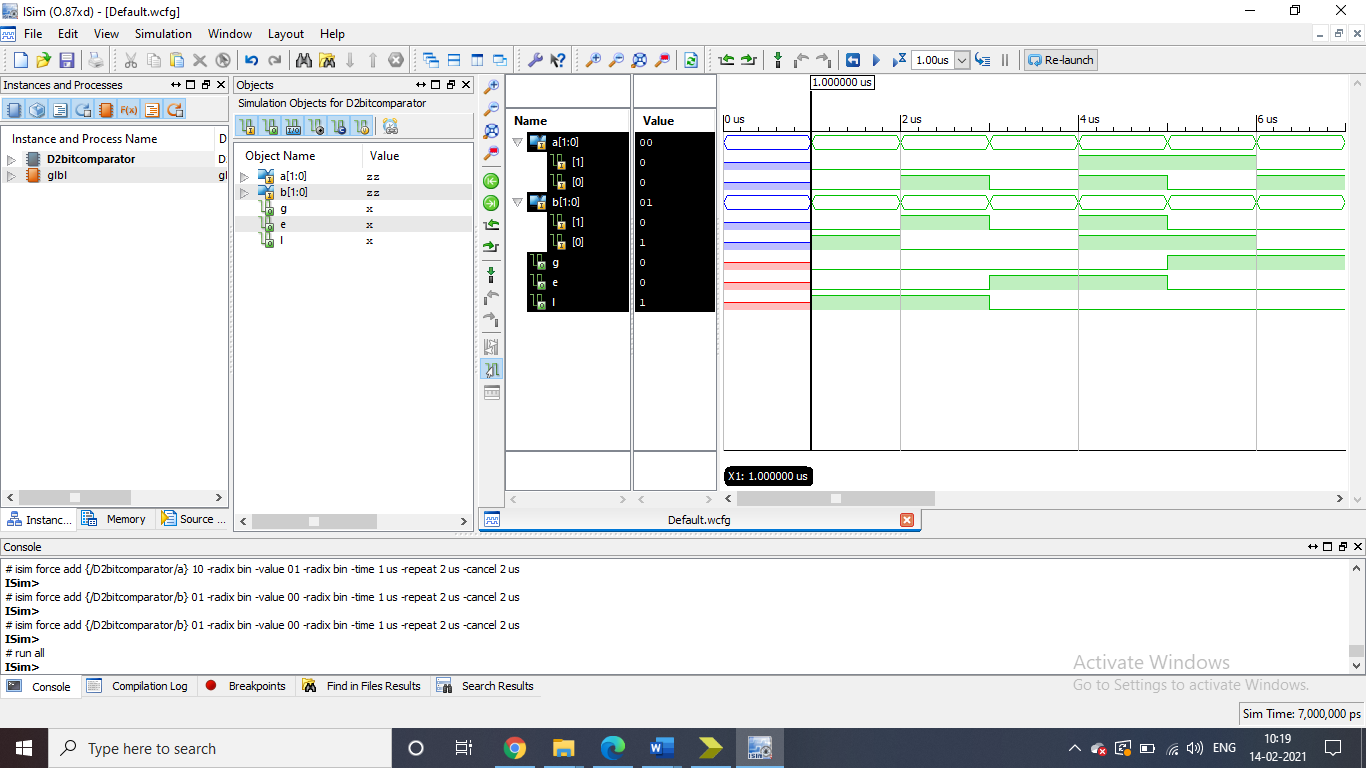 ISim (O.87xd) - [Default.wcfg]
File Edit View Simulation Window Layout Help
1.00us Re-launch
Instances and Processes
Instance and Process Name D
D2bitcomparator D.
glbl gl
Instanc... Memory Source ...
Objects
Simulation Objects for D2bitcomparator
Object Name Value
a[1:0] zz
b[1:0] zz
g x
e x
l x
Name Value
a[1:0] 00
[1] 0
[0] 0
b[1:0] 01
[1] 0
[0] 1
g 0
e 0
l 1
1.000000 us
0 us 2 us 4 us 6 us
X1: 1.000000 us
Default.wcfg
Console
# isim force add {/D2bitcomparator/a} 10 -radix bin -value 01 -radix bin -time 1 us -repeat 2 us -cancel 2 us
ISim>
# isim force add {/D2bitcomparator/b} 01 -radix bin -value 00 -radix bin -time 1 us -repeat 2 us -cancel 2 us
ISim>
# isim force add {/D2bitcomparator/b} 01 -radix bin -value 00 -radix bin -time 1 us -repeat 2 us -cancel 2 us
ISim>
# run all
ISim>
Activate Windows
Go to Settings to activate Windows.
Console Compilation Log Breakpoints Find in Files Results Search Results
Sim Time: 7,000,000 ps
Type here to search
ENG
10:19
14-02-2021